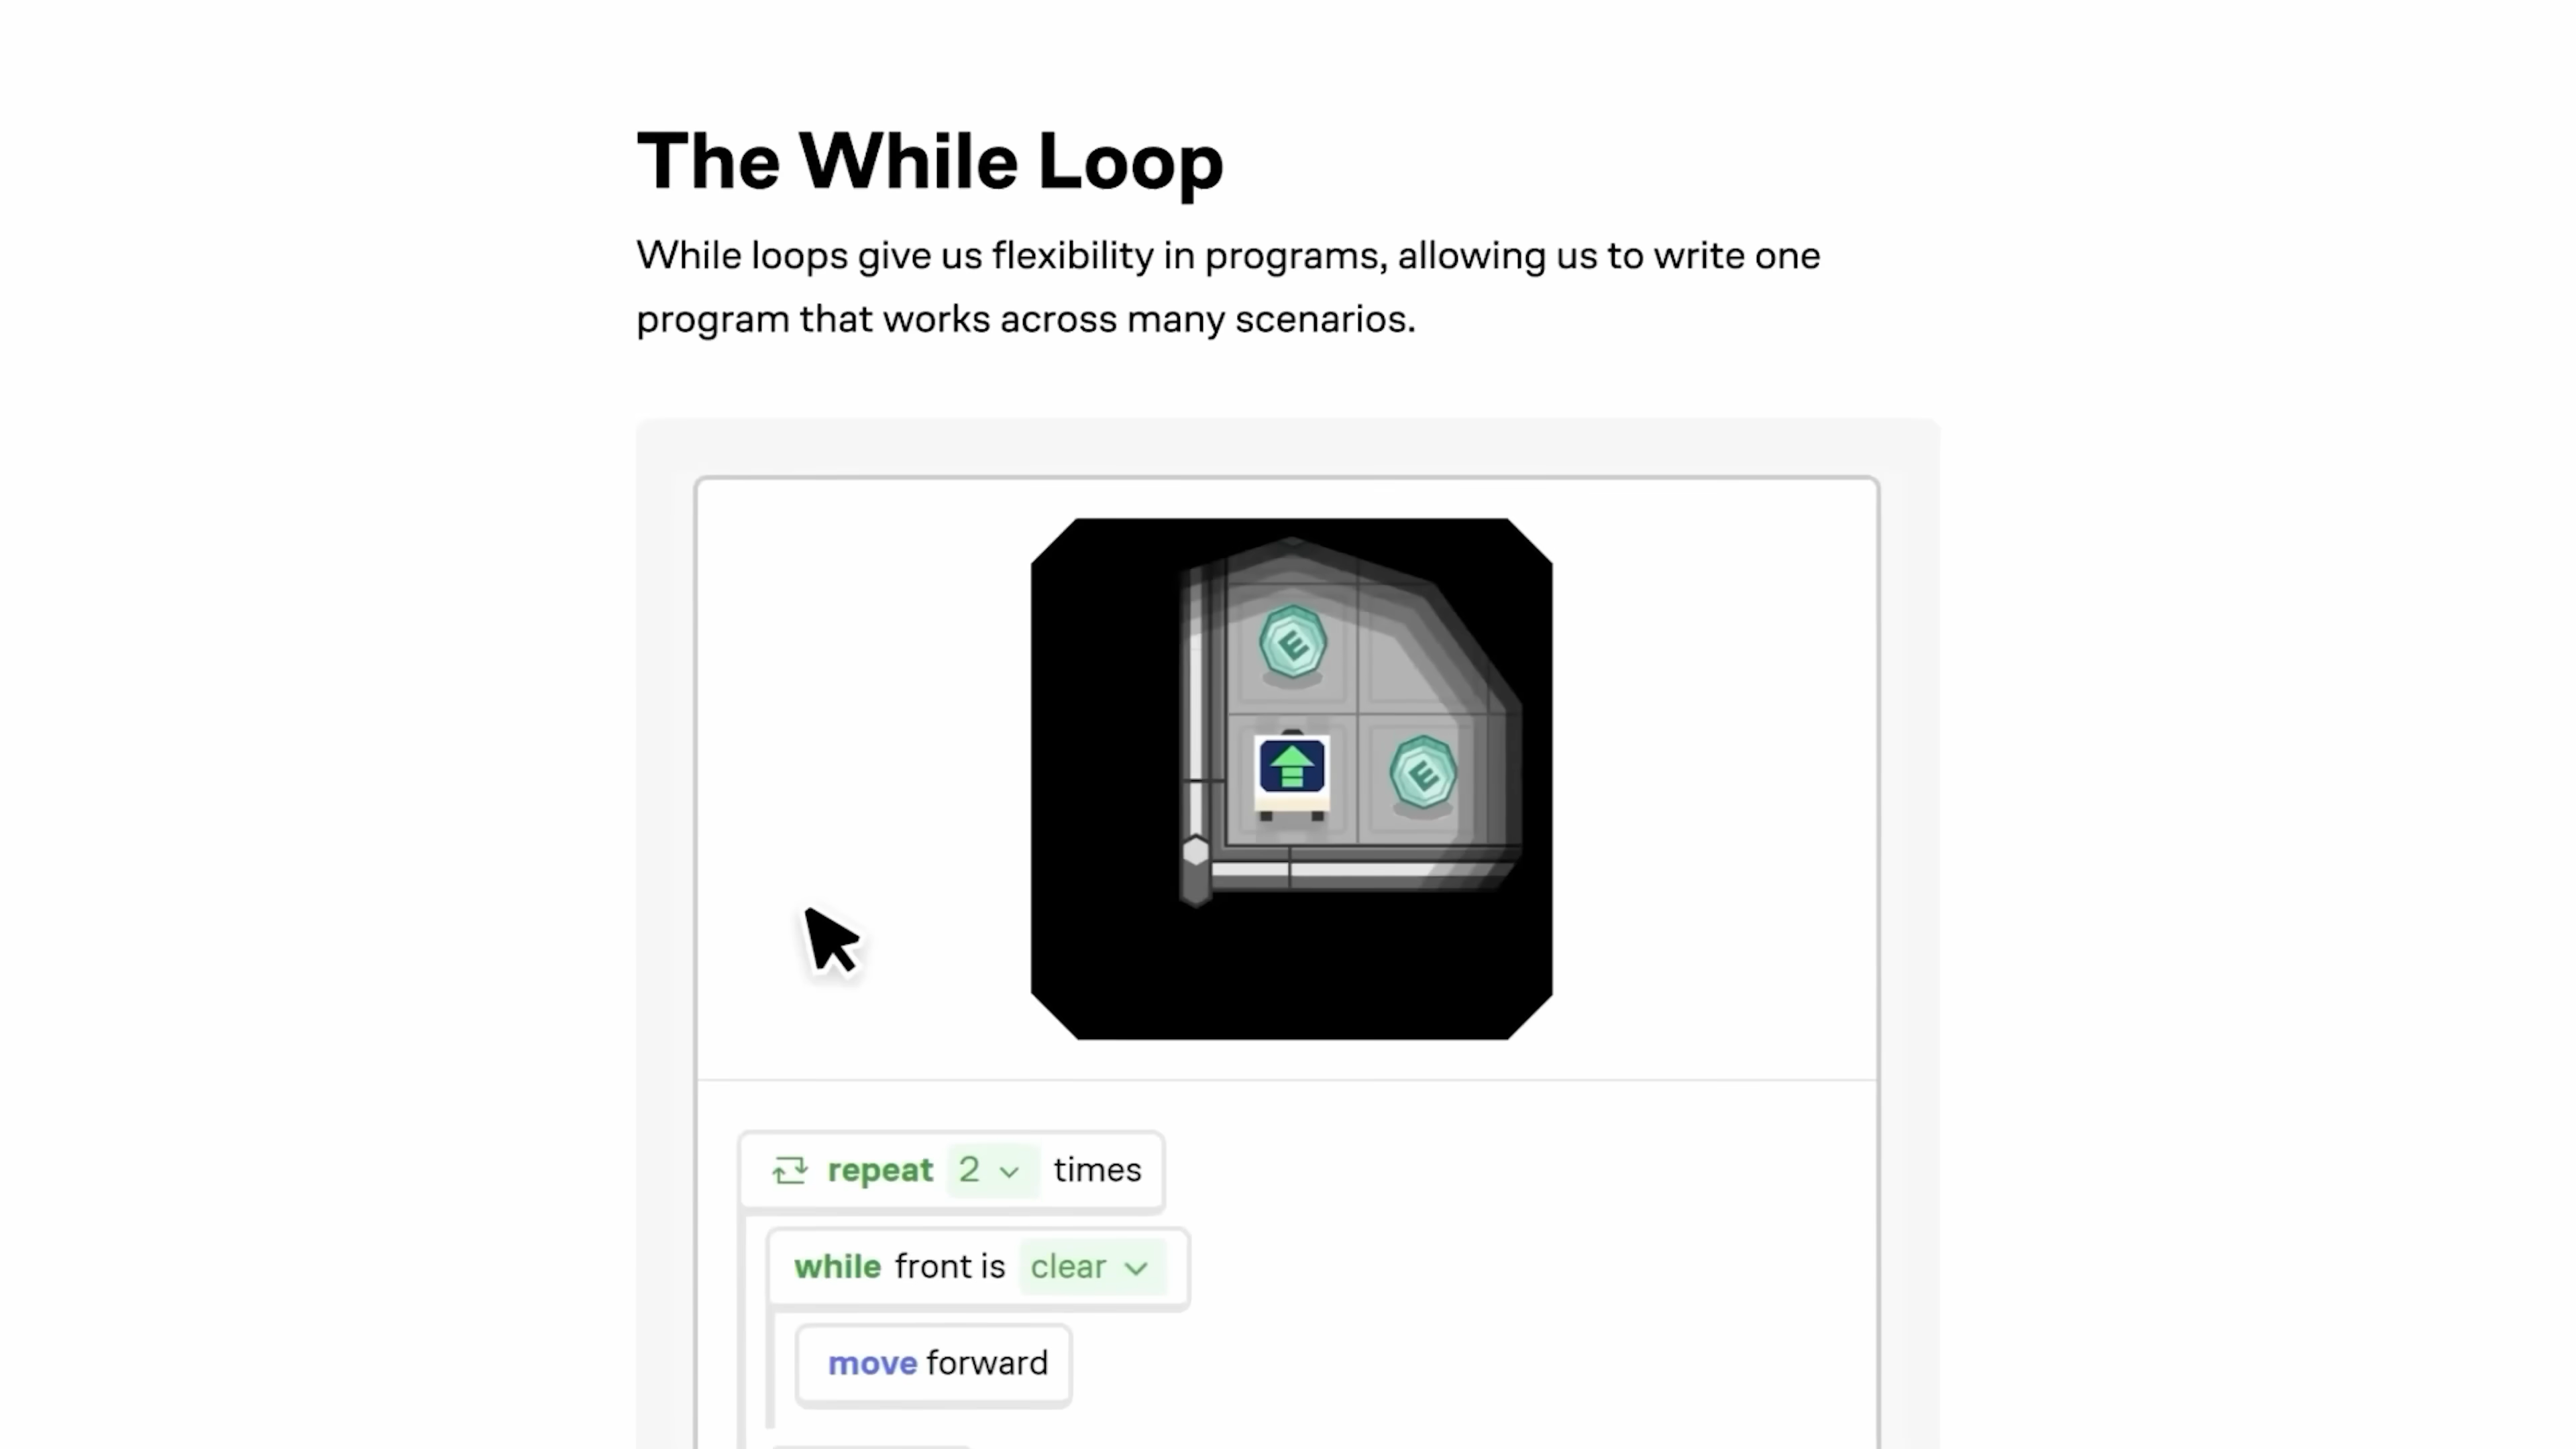 The While Loop
While loops give us flexibility in programs, allowing us to write one
program that works across many scenarios.
E
E
repeat 2 times
while front is clear
move forward